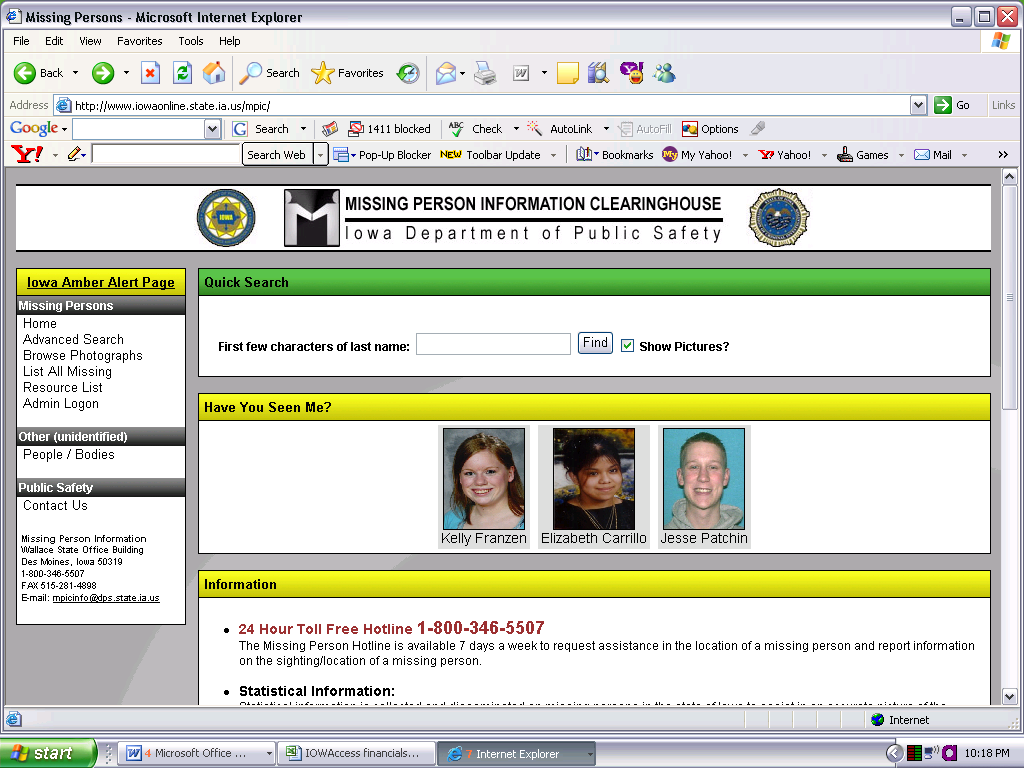 Missing Persons - Microsoft Internet Explorer
File Edit View Favorites Tools Help
Back Search Favorites
Address http://www.iowaonline.state.ia.us/mpic/ Go Links
Google Search 1411 blocked ABC Check AutoLink AutoFill Options
Y! Search Web Pop-Up Blocker NEW Toolbar Update Bookmarks My Yahoo! Yahoo! Games Mail »
IOWA
MISSING PERSON INFORMATION CLEARINGHOUSE
Iowa Department of Public Safety
Iowa Amber Alert Page
Missing Persons
Home
Advanced Search
Browse Photographs
List All Missing
Resource List
Admin Logon
Other (unidentified)
People / Bodies
Public Safety
Contact Us
Missing Person Information
Wallace State Office Building
Des Moines, Iowa 50319
1-800-346-5507
FAX 515-281-4898
E-mail: mpicinfo@dps.state.ia.us
Quick Search
First few characters of last name: Find Show Pictures?
Have You Seen Me?
Kelly Franzen Elizabeth Carrillo Jesse Patchin
Information
24 Hour Toll Free Hotline 1-800-346-5507
The Missing Person Hotline is available 7 days a week to request assistance in the location of a missing person and report information
on the sighting/location of a missing person.
Statistical Information:
Internet
start 4 Microsoft Office ... IOWAccess financials... 7 Internet Explorer 10:18 PM